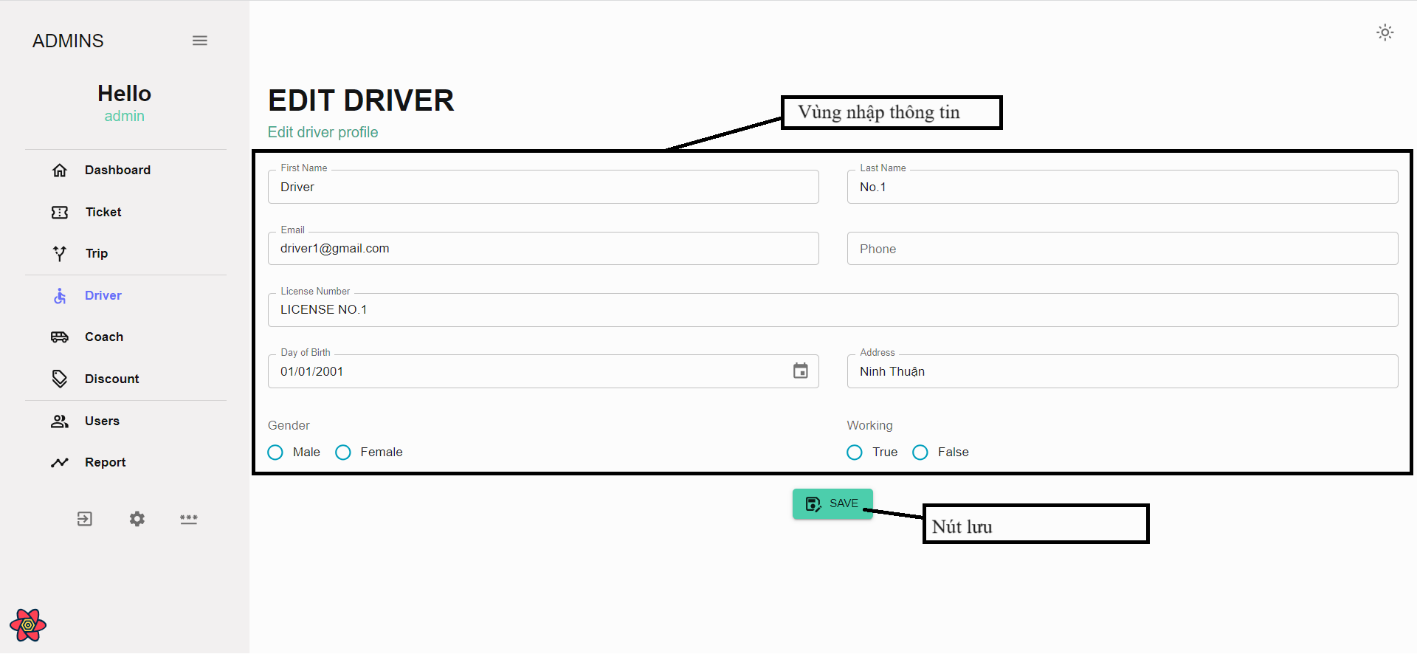 ADMINS
Hello
admin
Dashboard
Ticket
Trip
Driver
Coach
Discount
Users
Report
EDIT DRIVER
Edit driver profile
Vùng nhập thông tin
First Name
Driver
Last Name
No.1
Email
driver1@gmail.com
Phone
License Number
LICENSE NO.1
Day of Birth
01/01/2001
Address
Ninh Thuận
Gender
Male
Female
Working
True
False
SAVE
Nút lưu